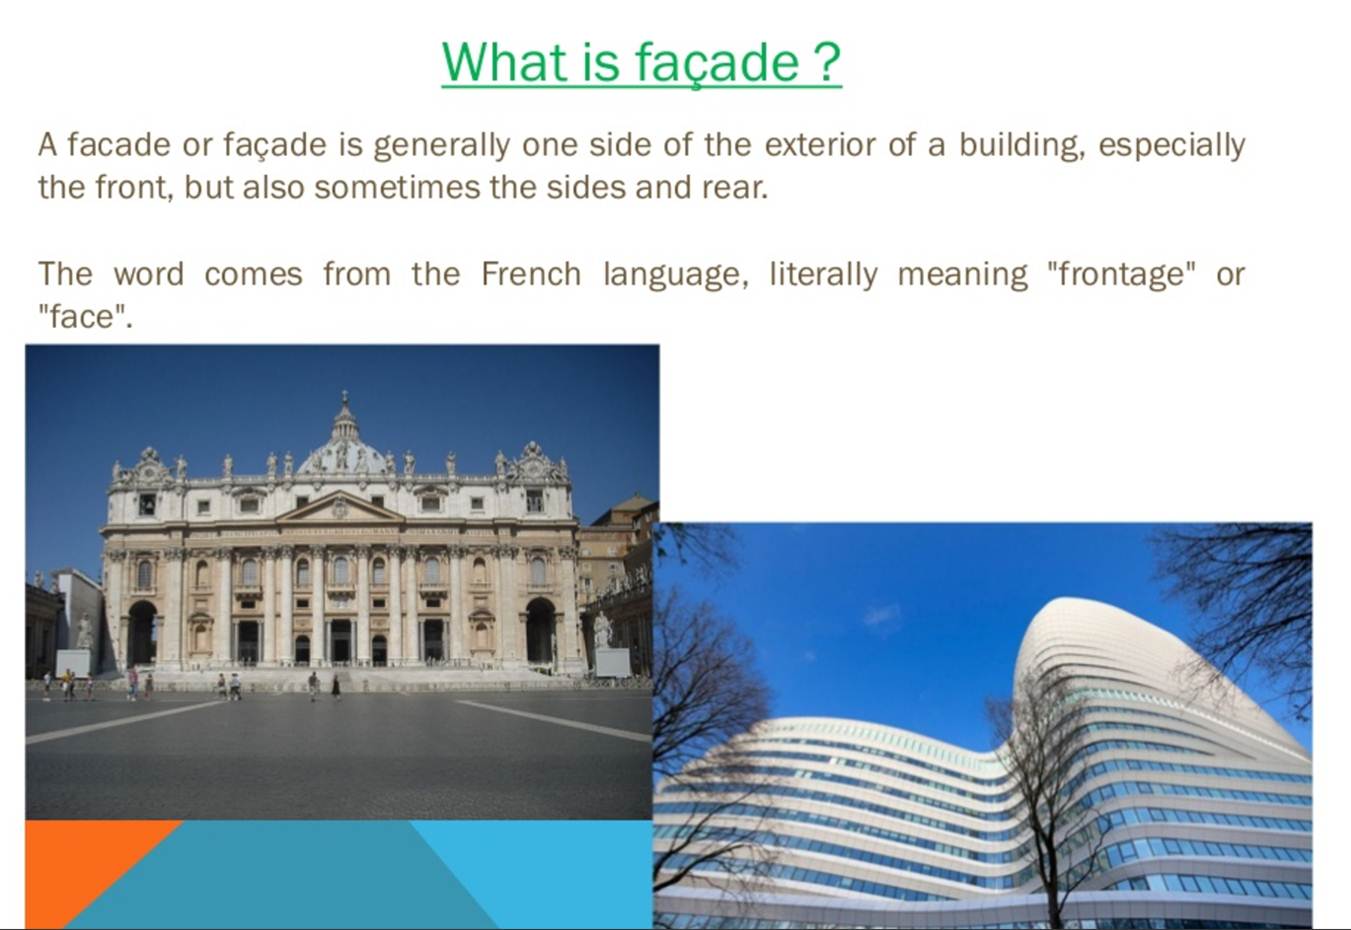 What is façade ?
A facade or façade is generally one side of the exterior of a building, especially
the front, but also sometimes the sides and rear.
The word comes from the French language, literally meaning "frontage" or
"face".